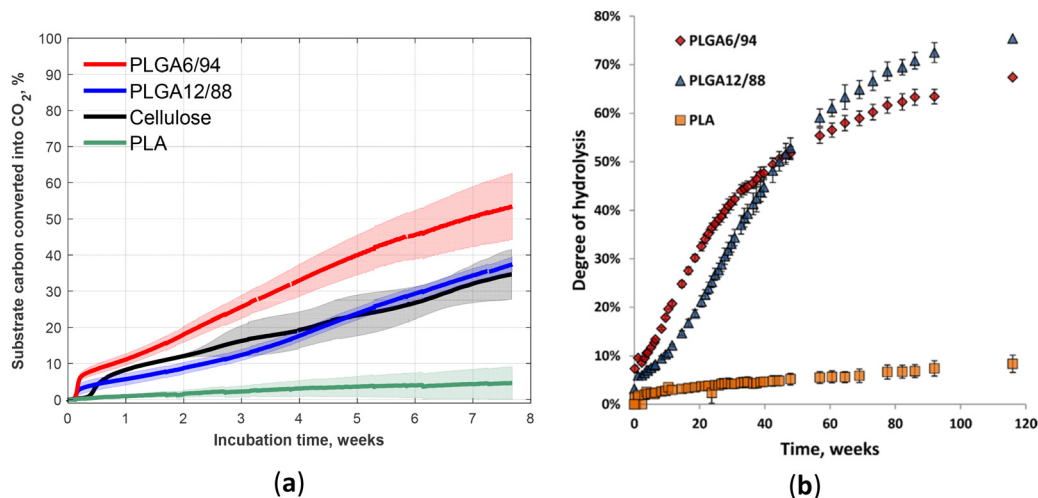 Substrate carbon converted into CO2, %
100
90
80
70
60
50
40
30
20
10
0
PLGA6/94
PLGA12/88
Cellulose
PLA
0 1 2 3 4 5 6 7 8
Incubation time, weeks
(a)
Degree of hydrolysis
80%
70%
60%
50%
40%
30%
20%
10%
0%
PLGA6/94
PLGA12/88
PLA
0 20 40 60 80 100 120
Time, weeks
(b)